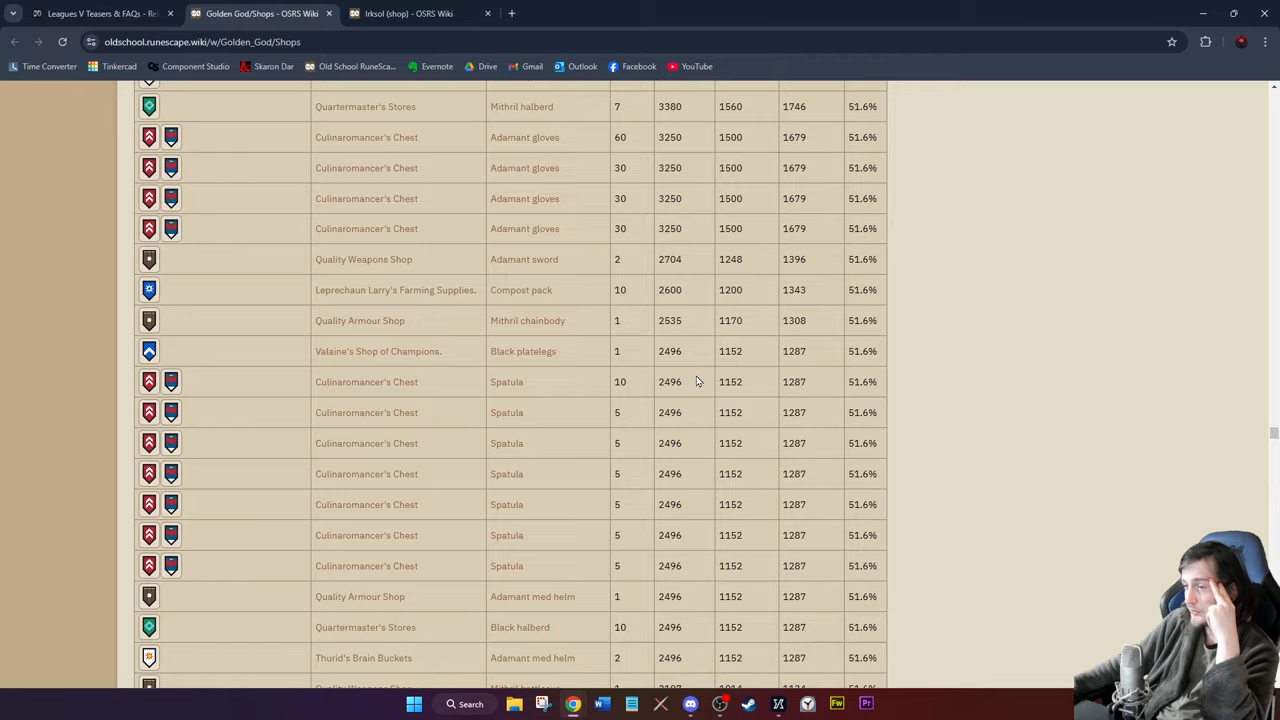 Leagues V Teasers & FAQs - Re
Golden God/Shops - OSRS Wiki
Irksol (shop) - OSRS Wiki
oldschool.runescape.wiki/w/Golden_God/Shops
Time Converter
Tinkercad
Component Studio
Skaron Dar
Old School RuneSca...
Evernote
Drive
Gmail
Outlook
Facebook
YouTube
Quartermaster's Stores Mithril halberd 7 3380 1560 1746 51.6%
Culinaromancer's Chest Adamant gloves 60 3250 1500 1679 51.6%
Culinaromancer's Chest Adamant gloves 30 3250 1500 1679 51.6%
Culinaromancer's Chest Adamant gloves 30 3250 1500 1679 51.6%
Culinaromancer's Chest Adamant gloves 30 3250 1500 1679 51.6%
Quality Weapons Shop Adamant sword 2 2704 1248 1396 51.6%
Leprechaun Larry's Farming Supplies. Compost pack 10 2600 1200 1343 51.6%
Quality Armour Shop Mithril chainbody 1 2535 1170 1308 51.6%
Valaine's Shop of Champions. Black platelegs 1 2496 1152 1287 51.6%
Culinaromancer's Chest Spatula 10 2496 1152 1287 51.6%
Culinaromancer's Chest Spatula 5 2496 1152 1287 51.6%
Culinaromancer's Chest Spatula 5 2496 1152 1287 51.6%
Culinaromancer's Chest Spatula 5 2496 1152 1287 51.6%
Culinaromancer's Chest Spatula 5 2496 1152 1287 51.6%
Culinaromancer's Chest Spatula 5 2496 1152 1287 51.6%
Culinaromancer's Chest Spatula 5 2496 1152 1287 51.6%
Quality Armour Shop Adamant med helm 1 2496 1152 1287 51.6%
Quartermaster's Stores Black halberd 10 2496 1152 1287 51.6%
Thurid's Brain Buckets Adamant med helm 2 2496 1152 1287 51.6%
Search
Fw
Pr